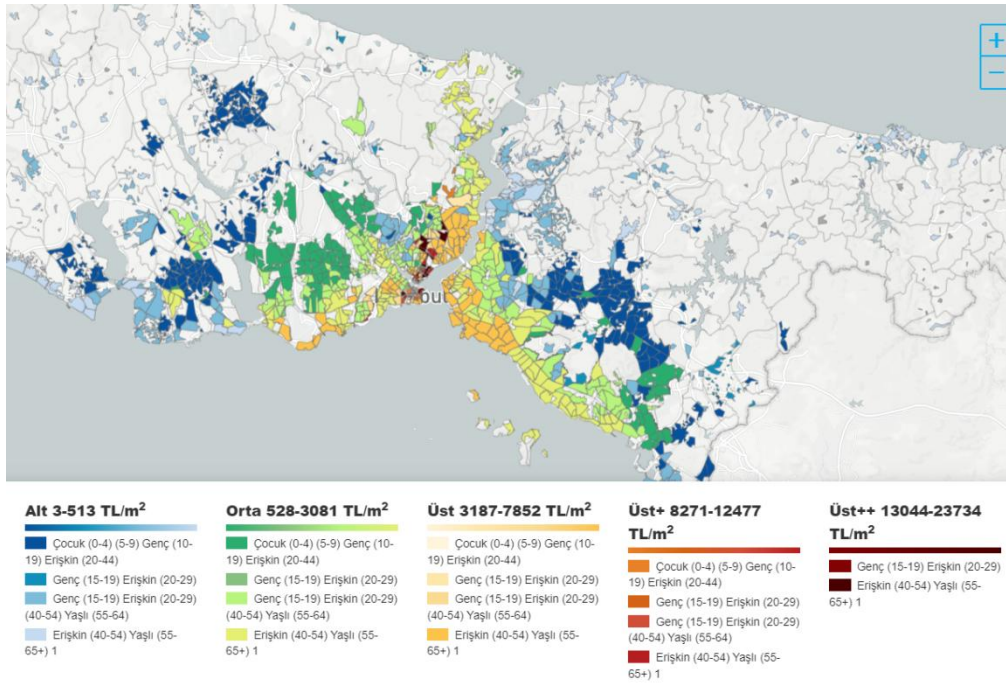 +
−
Alt 3-513 TL/m²
Çocuk (0-4) (5-9) Genç (10-
19) Erişkin (20-44)
Genç (15-19) Erişkin (20-29)
Genç (15-19) Erişkin (20-29)
(40-54) Yaşlı (55-64)
Erişkin (40-54) Yaşlı (55-
65+) 1
Orta 528-3081 TL/m²
Çocuk (0-4) (5-9) Genç (10-
19) Erişkin (20-44)
Genç (15-19) Erişkin (20-29)
Genç (15-19) Erişkin (20-29)
(40-54) Yaşlı (55-64)
Erişkin (40-54) Yaşlı (55-
65+) 1
Üst 3187-7852 TL/m²
Çocuk (0-4) (5-9) Genç (10-
19) Erişkin (20-44)
Genç (15-19) Erişkin (20-29)
Genç (15-19) Erişkin (20-29)
(40-54) Yaşlı (55-64)
Erişkin (40-54) Yaşlı (55-
65+) 1
Üst+ 8271-12477
TL/m²
Çocuk (0-4) (5-9) Genç (10-
19) Erişkin (20-44)
Genç (15-19) Erişkin (20-29)
Genç (15-19) Erişkin (20-29)
(40-54) Yaşlı (55-64)
Erişkin (40-54) Yaşlı (55-
65+) 1
Üst++ 13044-23734
TL/m²
Genç (15-19) Erişkin (20-29)
Erişkin (40-54) Yaşlı (55-
65+) 1